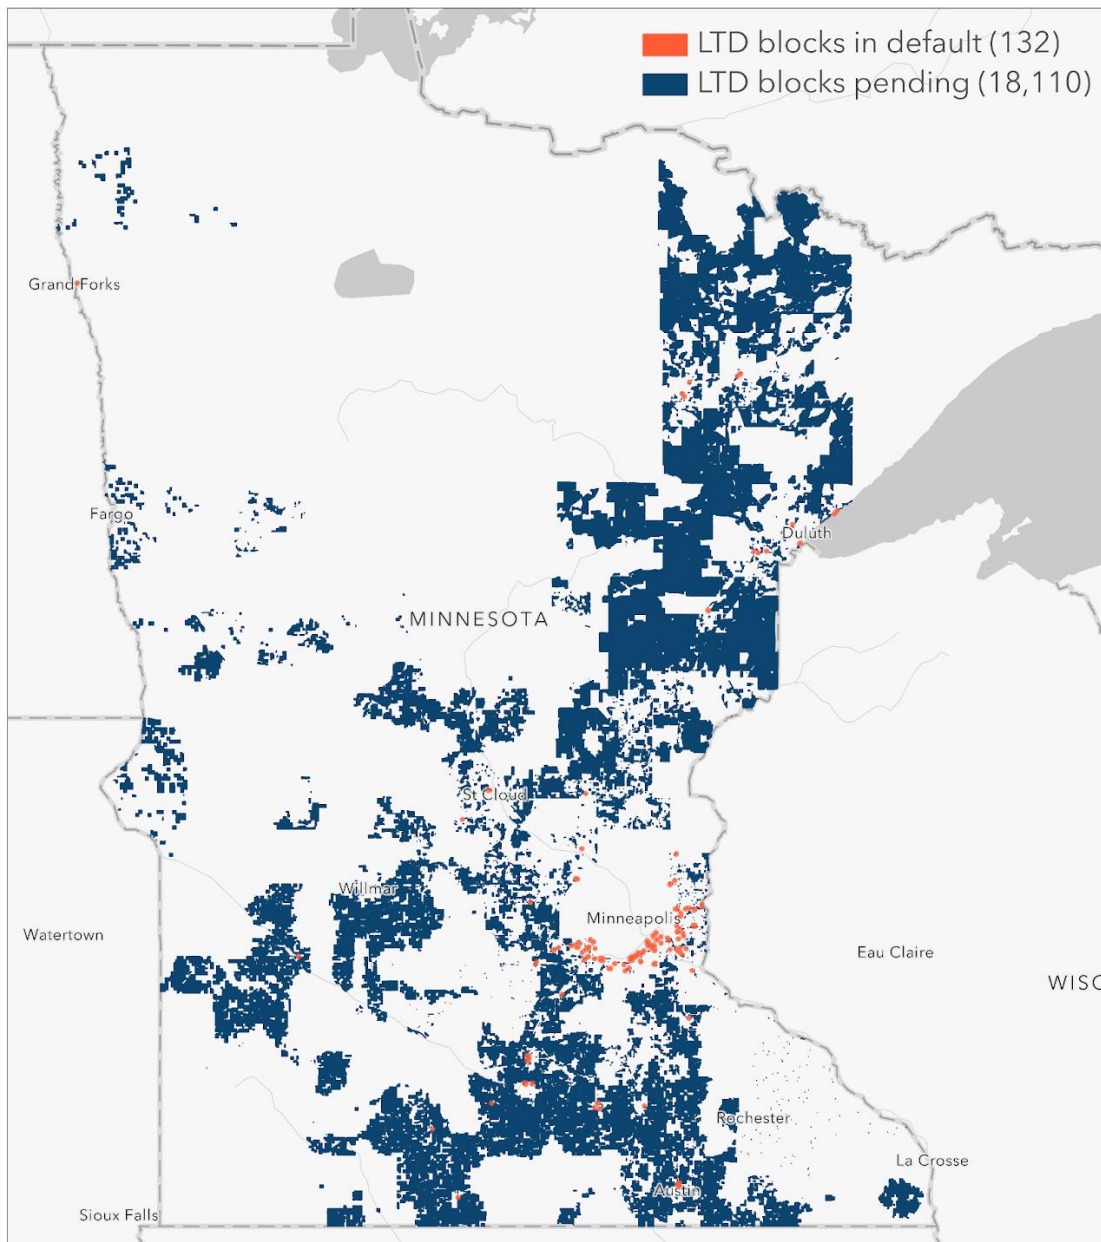 LTD blocks in default (132)
LTD blocks pending (18,110)
Grand Forks
Fargo
Duluth
MINNESOTA
St Cloud
Willmar
Minneapolis
Watertown
Eau Claire
WISC
Rochester
La Crosse
Austin
Sioux Falls